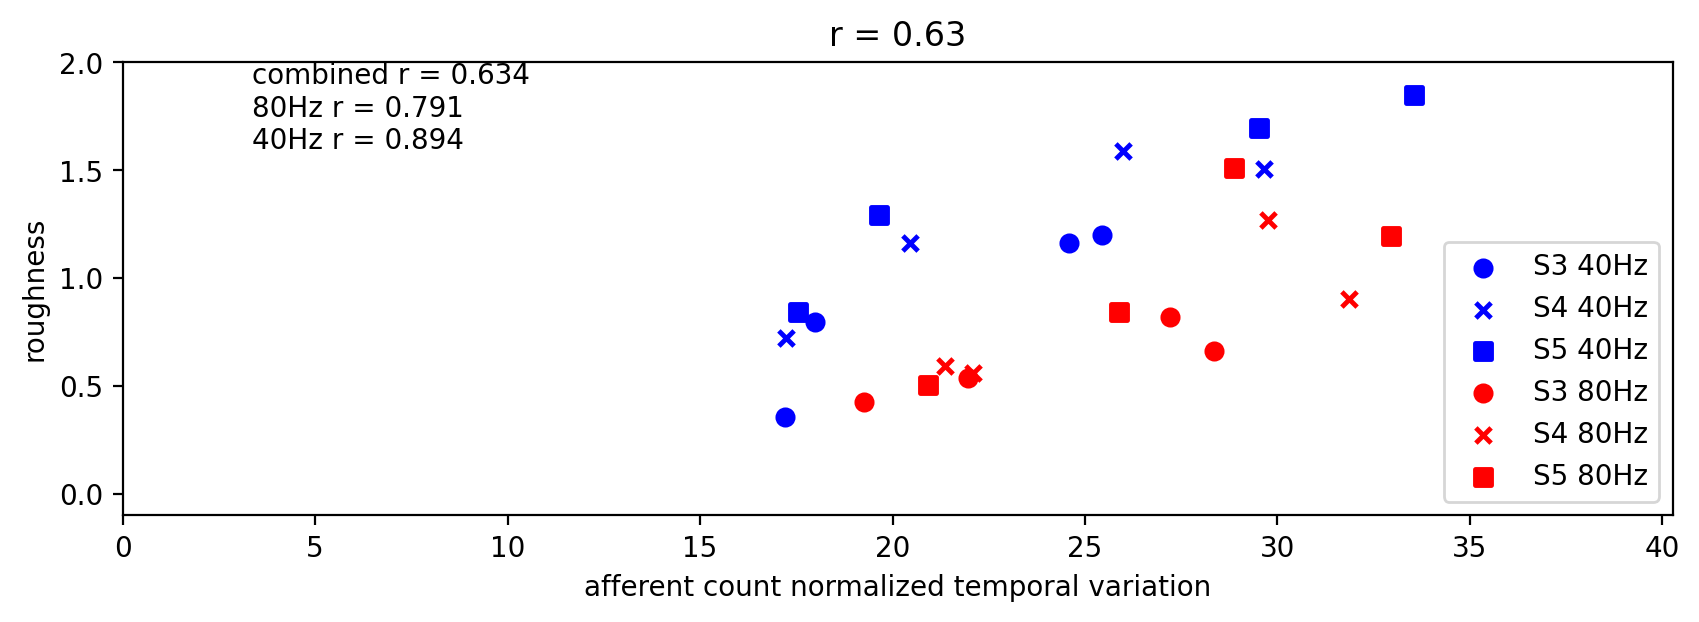 r = 0.63
combined r = 0.634
80Hz r = 0.791
40Hz r = 0.894
2.0
1.5
1.0
0.5
0.0
roughness
S3 40Hz
S4 40Hz
S5 40Hz
S3 80Hz
S4 80Hz
S5 80Hz
0 5 10 15 20 25 30 35 40
afferent count normalized temporal variation